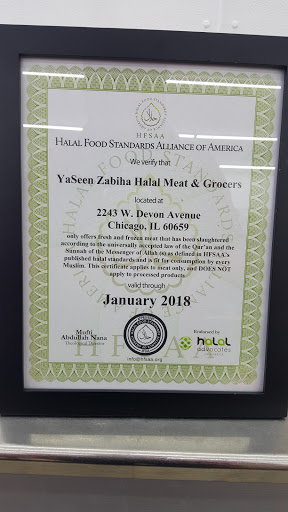 HFSAA
HALAL FOOD STANDARDS ALLIANCE OF AMERICA
We verify that
YaSeen Zabiha Halal Meat & Grocers
located at
2243 W. Devon Avenue
Chicago, IL 60659
only offers fresh and frozen meat that has been slaughtered
according to the universally accepted law of the Qur'an and the
Sunnah of the Messenger of Allah as defined in HFSAA's
published halal standards and is fit for consumption by every
Muslim. This certificate applies to meat only, and DOES NOT
apply to processed products.
valid through
January 2018
Mufti
Abdullah Nana
Endorsed by
halal
advocates
info@hfsaa.org